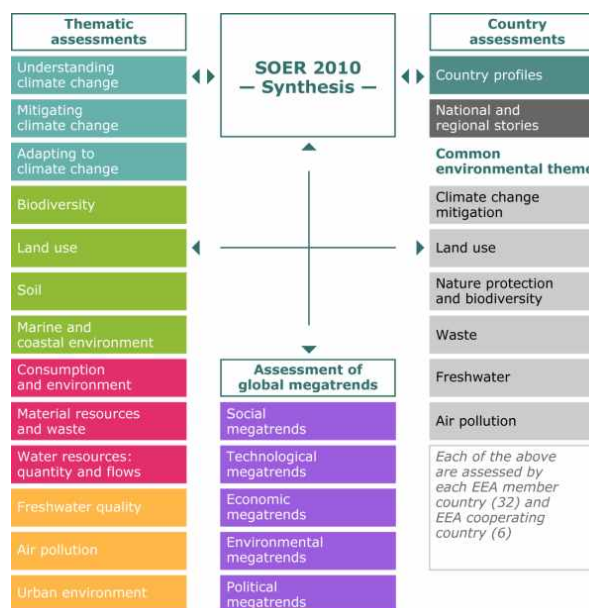 Thematic
assessments
Understanding
climate change
Mitigating
climate change
Adapting to
climate change
Biodiversity
Land use
Soil
Marine and
coastal environment
Consumption
and environment
Material resources
and waste
Water resources:
quantity and flows
Freshwater quality
Air pollution
Urban environment
SOER 2010
— Synthesis —
Assessment of
global megatrends
Social
megatrends
Technological
megatrends
Economic
megatrends
Environmental
megatrends
Political
megatrends
Country
assessments
Country profiles
National and
regional stories
Common
environmental theme
Climate change
mitigation
Land use
Nature protection
and biodiversity
Waste
Freshwater
Air pollution
Each of the above
are assessed by
each EEA member
country (32) and
EEA cooperating
country (6)